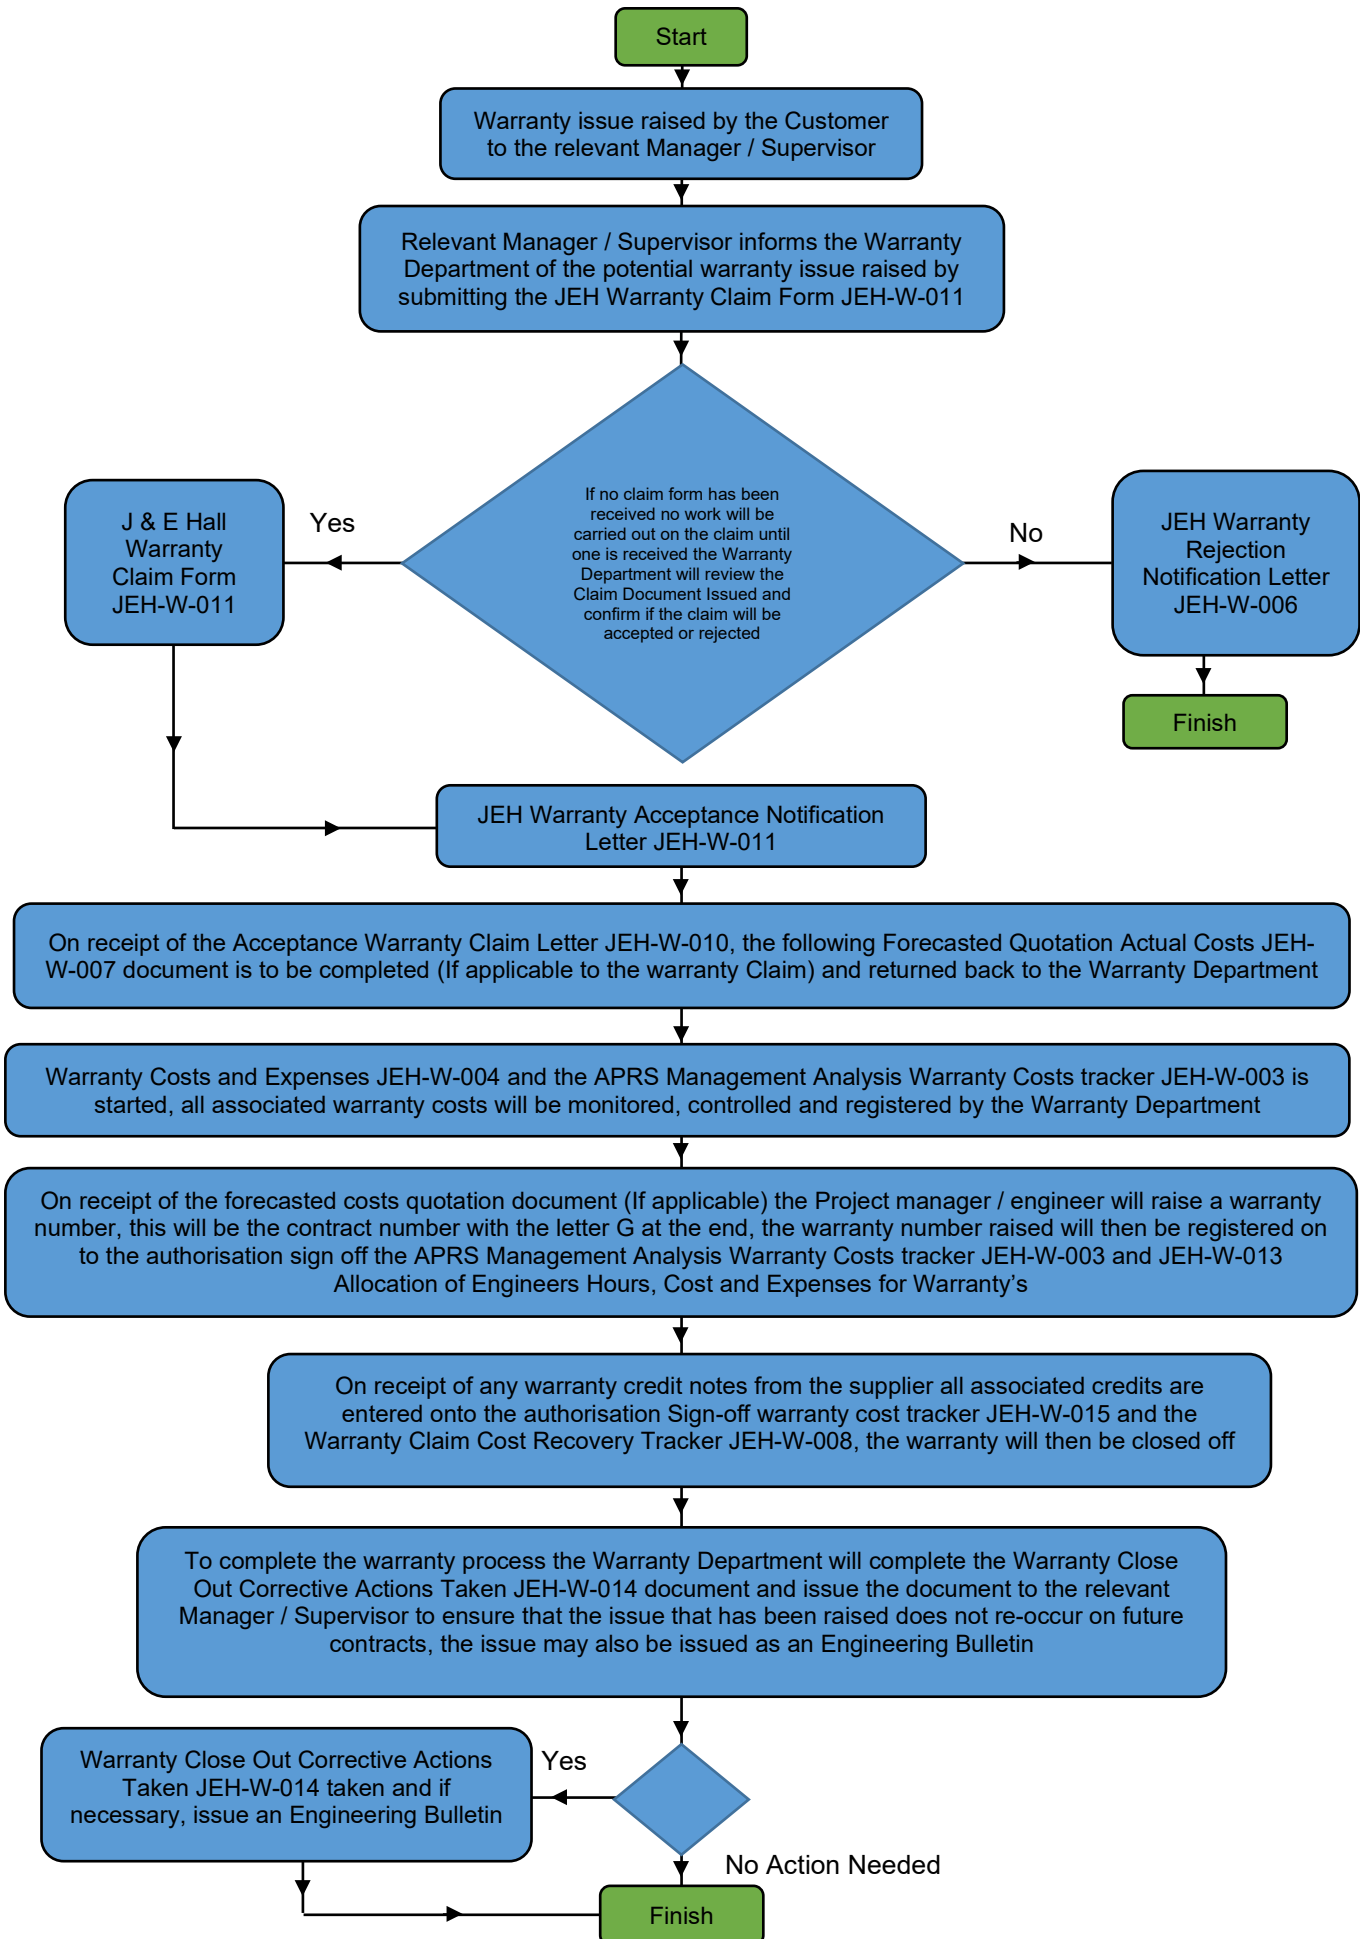 Start
Warranty issue raised by the Customer
to the relevant Manager / Supervisor
Relevant Manager / Supervisor informs the Warranty
Department of the potential warranty issue raised by
submitting the JEH Warranty Claim Form JEH-W-011
If no claim form has been
received no work will be
carried out on the claim until
one is received the Warranty
Department will review the
Claim Document Issued and
confirm if the claim will be
accepted or rejected
Yes
J & E Hall
Warranty
Claim Form
JEH-W-011
No
JEH Warranty
Rejection
Notification Letter
JEH-W-006
Finish
JEH Warranty Acceptance Notification
Letter JEH-W-011
On receipt of the Acceptance Warranty Claim Letter JEH-W-010, the following Forecasted Quotation Actual Costs JEH-
W-007 document is to be completed (If applicable to the warranty Claim) and returned back to the Warranty Department
Warranty Costs and Expenses JEH-W-004 and the APRS Management Analysis Warranty Costs tracker JEH-W-003 is
started, all associated warranty costs will be monitored, controlled and registered by the Warranty Department
On receipt of the forecasted costs quotation document (If applicable) the Project manager / engineer will raise a warranty
number, this will be the contract number with the letter G at the end, the warranty number raised will then be registered on
to the authorisation sign off the APRS Management Analysis Warranty Costs tracker JEH-W-003 and JEH-W-013
Allocation of Engineers Hours, Cost and Expenses for Warranty’s
On receipt of any warranty credit notes from the supplier all associated credits are
entered onto the authorisation Sign-off warranty cost tracker JEH-W-015 and the
Warranty Claim Cost Recovery Tracker JEH-W-008, the warranty will then be closed off
To complete the warranty process the Warranty Department will complete the Warranty Close
Out Corrective Actions Taken JEH-W-014 document and issue the document to the relevant
Manager / Supervisor to ensure that the issue that has been raised does not re-occur on future
contracts, the issue may also be issued as an Engineering Bulletin
Yes
Warranty Close Out Corrective Actions
Taken JEH-W-014 taken and if
necessary, issue an Engineering Bulletin
No Action Needed
Finish